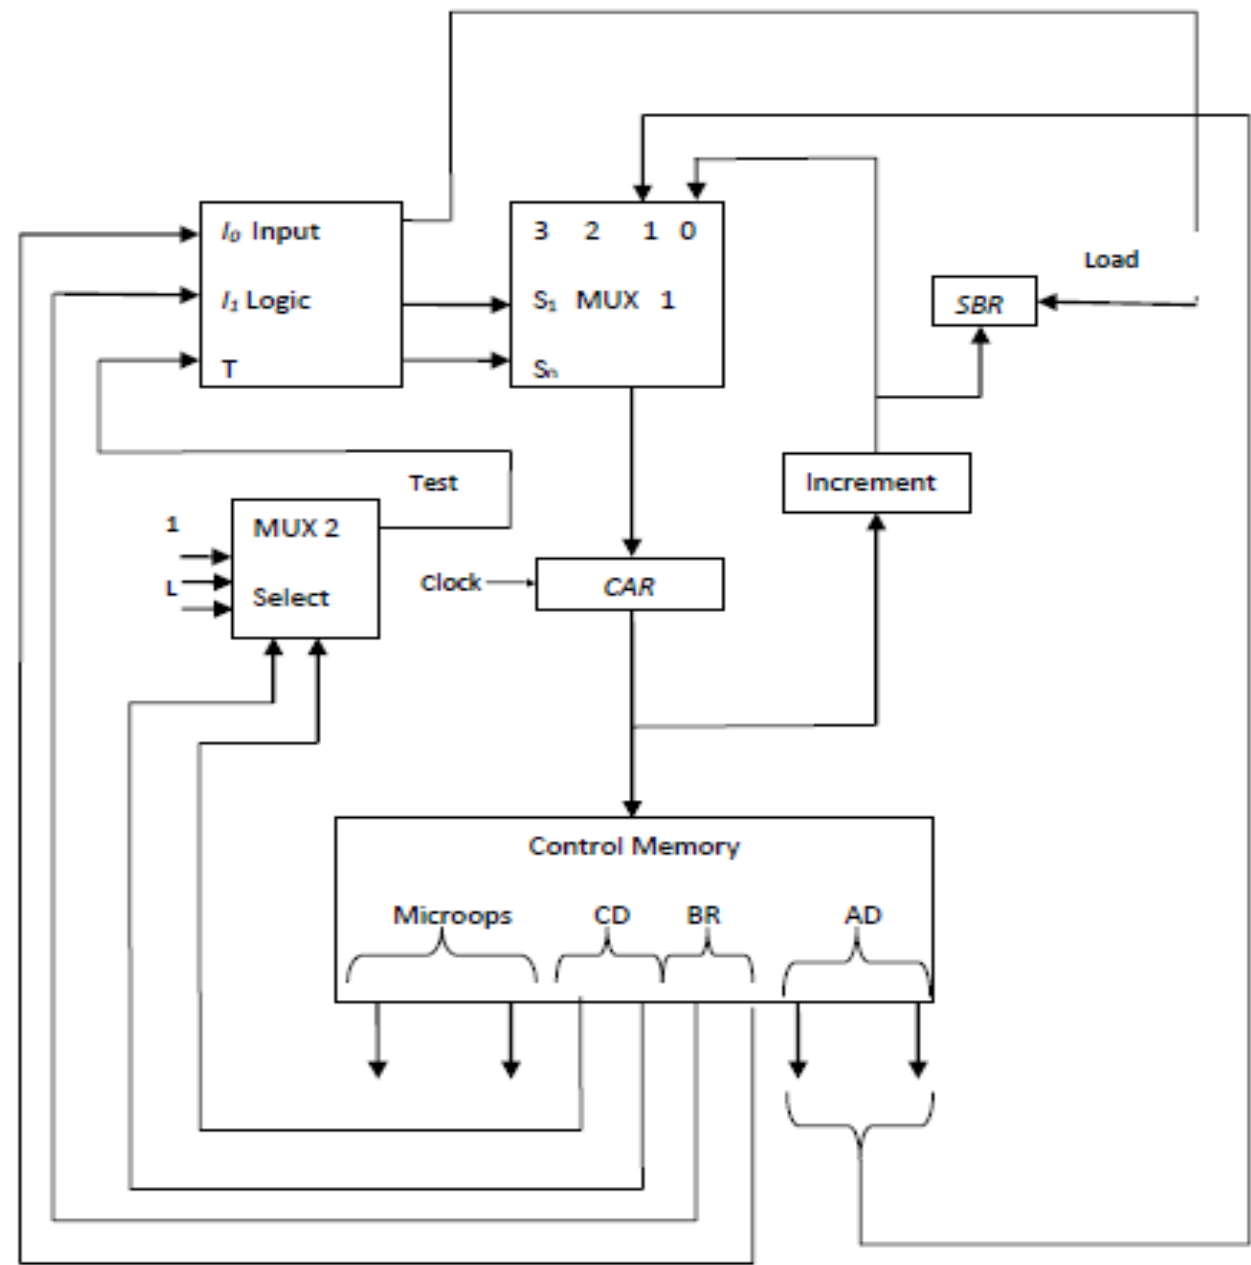 I₀ Input
I₁ Logic
T
3 2 1 0
S₁ MUX 1
Sₙ
Load
SBR
Test
Increment
1
L
MUX 2
Select
Clock
CAR
Control Memory
Microops CD BR AD